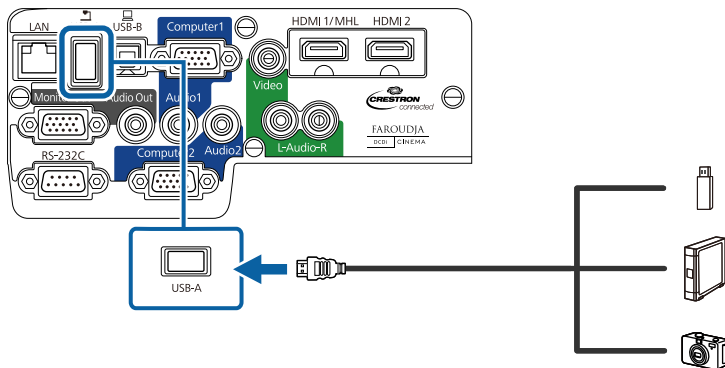 LAN
USB-B
Computer1
HDMI 1/ MHL
HDMI 2
Video
Audio Out
Audio1
CRESTRON
connected
RS-232C
Computer2
Audio2
L-Audio-R
FAROUDJA
DCDi CINEMA
USB-A